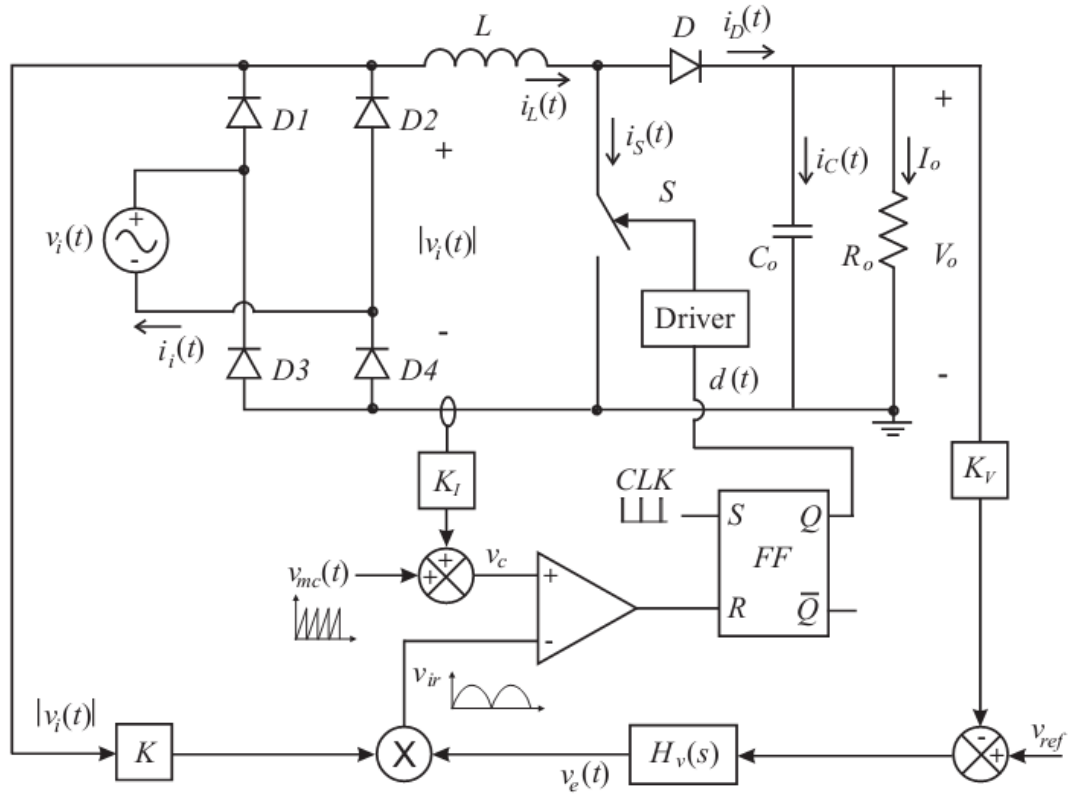 L
D
i_D(t)
i_L(t)
D1
D2
+
i_S(t)
i_C(t)
I_o
+
v_i(t)
+
-
|v_i(t)|
S
C_o
R_o
V_o
Driver
i_i(t)
-
D3
D4
d(t)
-
K_I
CLK
S
Q
K_V
FF
v_mc(t)
+
+
v_c
+
R
Q̅
-
v_ir
|v_i(t)|
K
X
v_e(t)
H_v(s)
-
+
v_ref